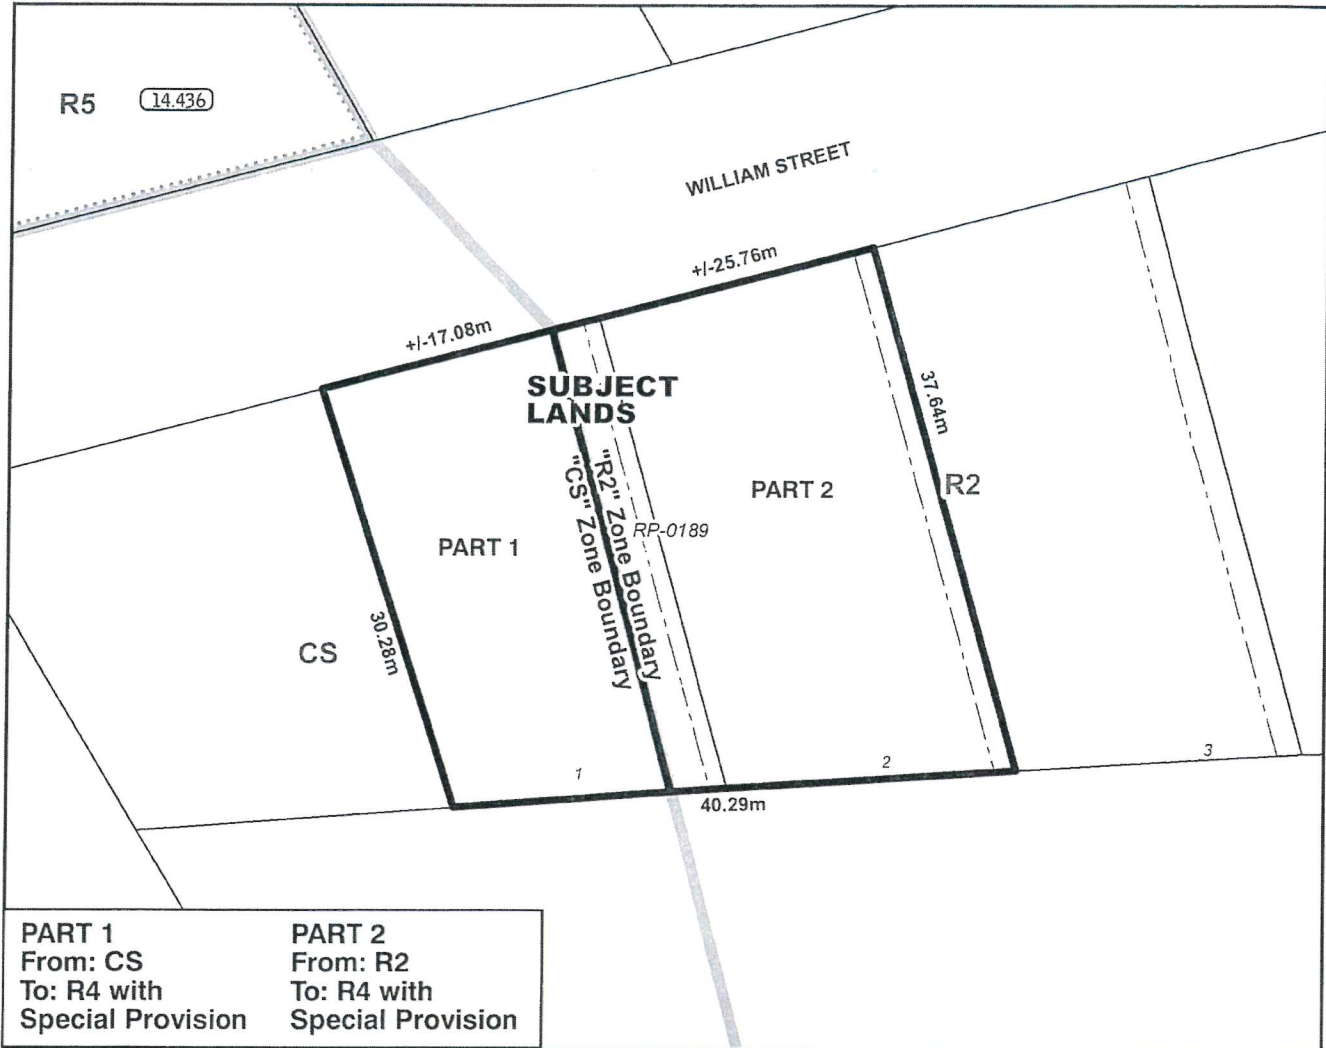 R5
14.436
WILLIAM STREET
+/-25.76m
+/-17.08m
SUBJECT
LANDS
37.64m
"R2" Zone Boundary
"CS" Zone Boundary
PART 2
R2
RP-0189
PART 1
30.28m
CS
1
2
3
40.29m
PART 1
From: CS
To: R4 with
Special Provision
PART 2
From: R2
To: R4 with
Special Provision